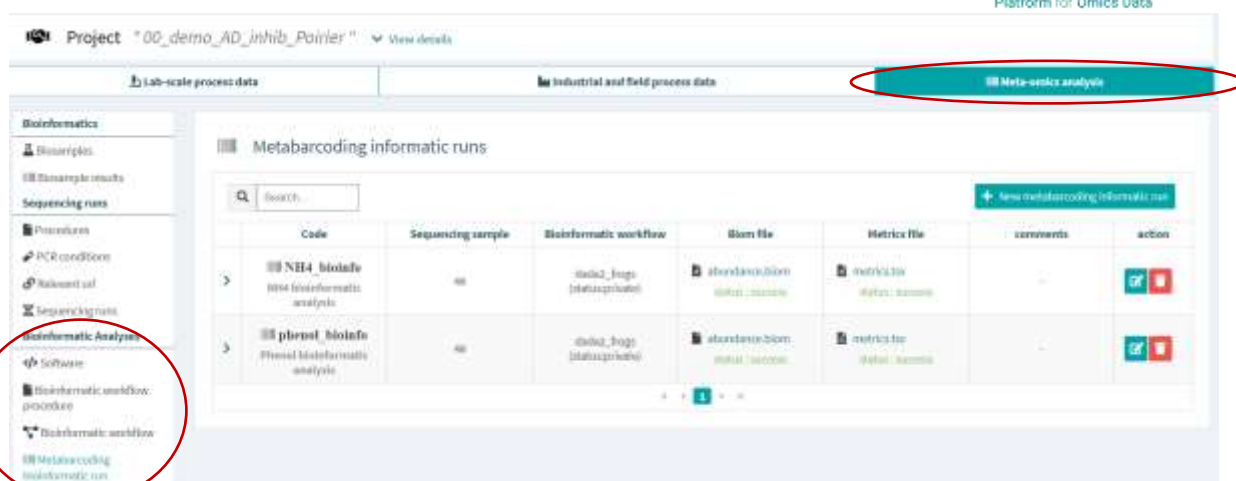 Platform for Omics Data
Project "00_demo_AD_inhib_Poirier" View details
Lab-scale process data
Industrial and field process data
Meta-omics analysis
Bioinformatics
Biosamples
Biosample results
Sequencing runs
Procedures
PCR conditions
Relevant url
Sequencing runs
Bioinformatic Analyses
Software
Bioinformatic workflow
procedure
Bioinformatic workflow
Metabarcoding
bioinformatic run
Metabarcoding informatic runs
Search...
New metabarcoding informatic run
Code Sequencing sample Bioinformatic workflow Biom file Metrics file comments action
NH4_bioinfo
NH4 bioinformatic
analysis
All
dada2_frogs
(status:private)
abundance.biom
status : success
metrics.tsv
status : success
-
phenol_bioinfo
Phenol bioinformatic
analysis
All
dada2_frogs
(status:private)
abundance.biom
status : success
metrics.tsv
status : success
-
« ‹ 1 › »